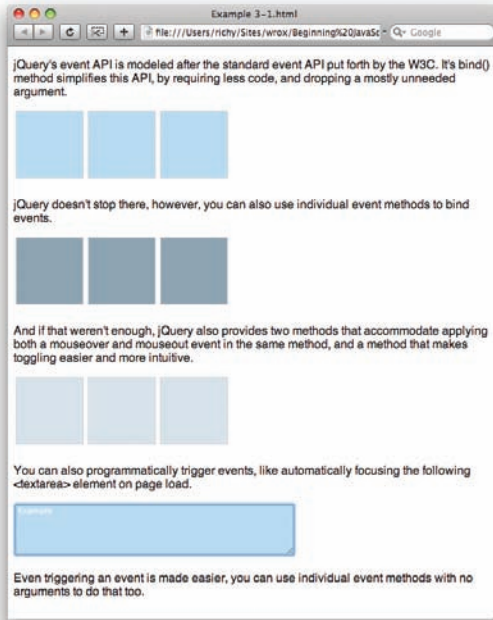 Example 3-1.html
file:///Users/richy/Sites/wrox/Beginning%20JavaSc
Google
jQuery's event API is modeled after the standard event API put forth by the W3C. It's bind()
method simplifies this API, by requiring less code, and dropping a mostly unneeded
argument.
jQuery doesn't stop there, however, you can also use individual event methods to bind
events.
And if that weren't enough, jQuery also provides two methods that accommodate applying
both a mouseover and mouseout event in the same method, and a method that makes
toggling easier and more intuitive.
You can also programmatically trigger events, like automatically focusing the following
<textarea> element on page load.
Example
Even triggering an event is made easier, you can use individual event methods with no
arguments to do that too.